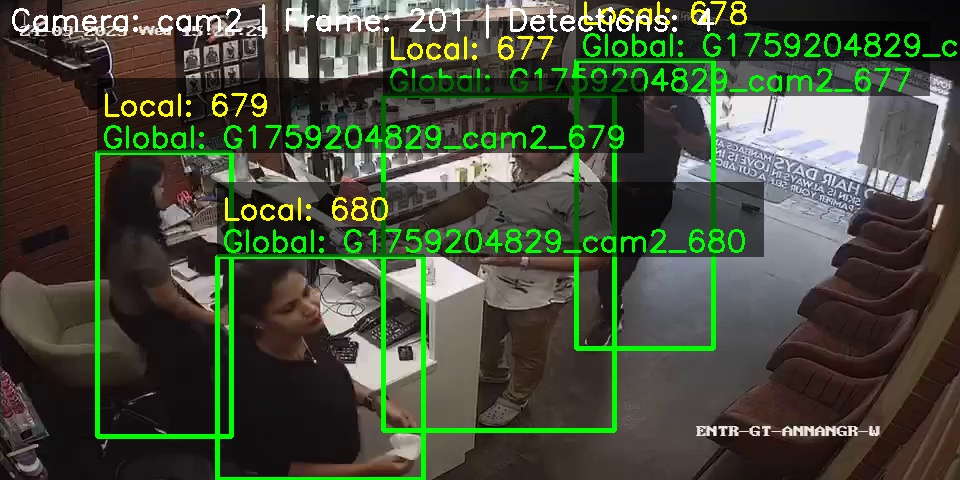 Camera: cam2 | Frame: 201 | Detections: 4
Local: 678
Global: G1759204829_c
Local: 677
Global: G1759204829_cam2_677
Local: 679
Global: G1759204829_cam2_679
Local: 680
Global: G1759204829_cam2_680
ENTR-GT-ANNANGR-W